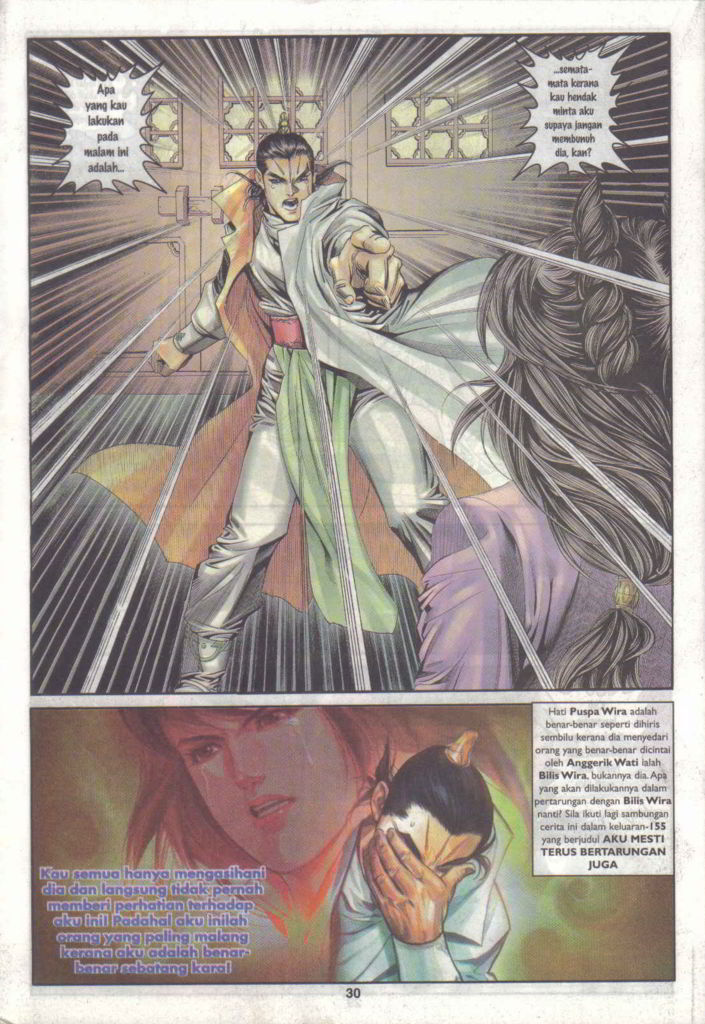 Apa
yang kau
lakukan
pada
malam ini
adalah...
...semata-
mata kerana
kau hendak
minta aku
supaya jangan
membunuh
dia, kan?
Hati Puspa Wira adalah
benar-benar seperti dihiris
sembilu kerana dia menyedari
orang yang benar-benar dicintai
oleh Anggerik Wati ialah
Bilis Wira, bukannya dia. Apa
yang akan dilakukannya dalam
pertarungan dengan Bilis Wira
nanti? Sila ikuti lagi sambungan
cerita ini dalam keluaran-155
yang berjudul AKU MESTI
TERUS BERTARUNGAN
JUGA
Kau semua hanya mengasihani
dia dan langsung tidak pernah
memberi perhatian terhadap
aku ini! Padahal aku inilah
orang yang paling malang
kerana aku adalah benar-
benar sebatang kara!
30